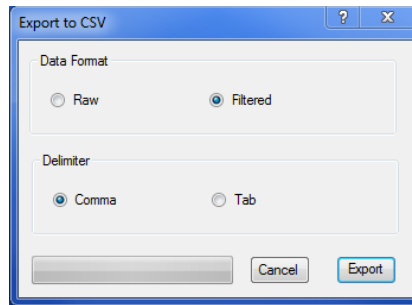 Export to CSV
?
X
Data Format
Raw Filtered
Delimiter
Comma Tab
Cancel Export